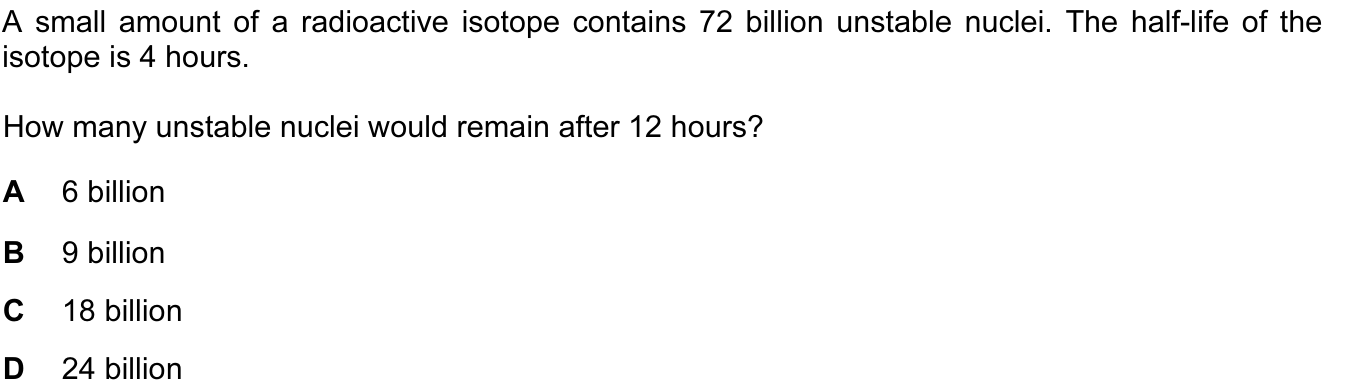 A small amount of a radioactive isotope contains 72 billion unstable nuclei. The half-life of the
isotope is 4 hours.
How many unstable nuclei would remain after 12 hours?
A 6 billion
B 9 billion
C 18 billion
D 24 billion